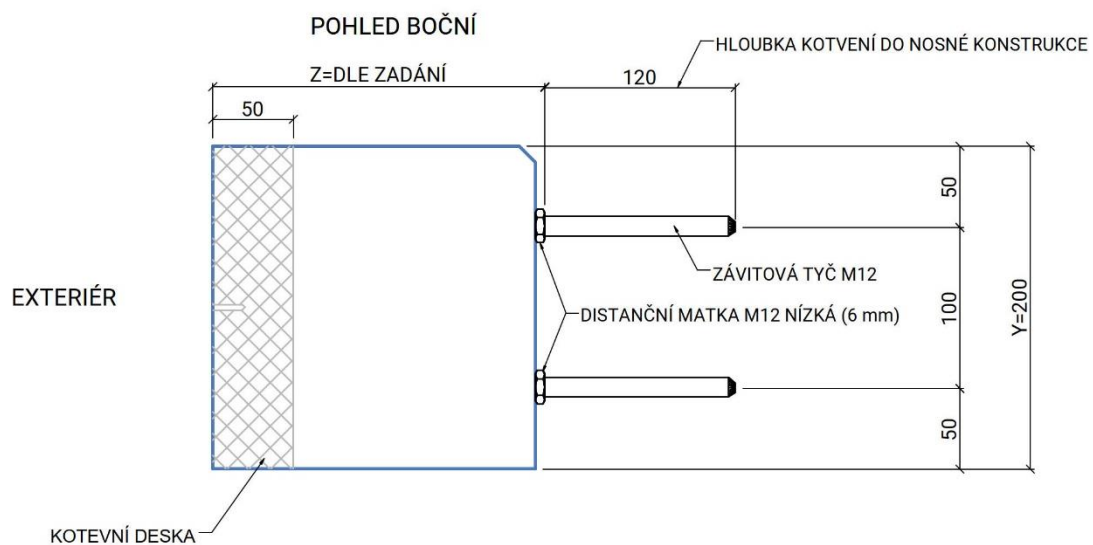 POHLED BOČNÍ
HLOUBKA KOTVENÍ DO NOSNÉ KONSTRUKCE
Z=DLE ZADÁNÍ
120
50
50
ZÁVITOVÁ TYČ M12
EXTERIÉR
DISTANČNÍ MATKA M12 NÍZKÁ (6 mm)
100
Y=200
50
KOTEVNÍ DESKA